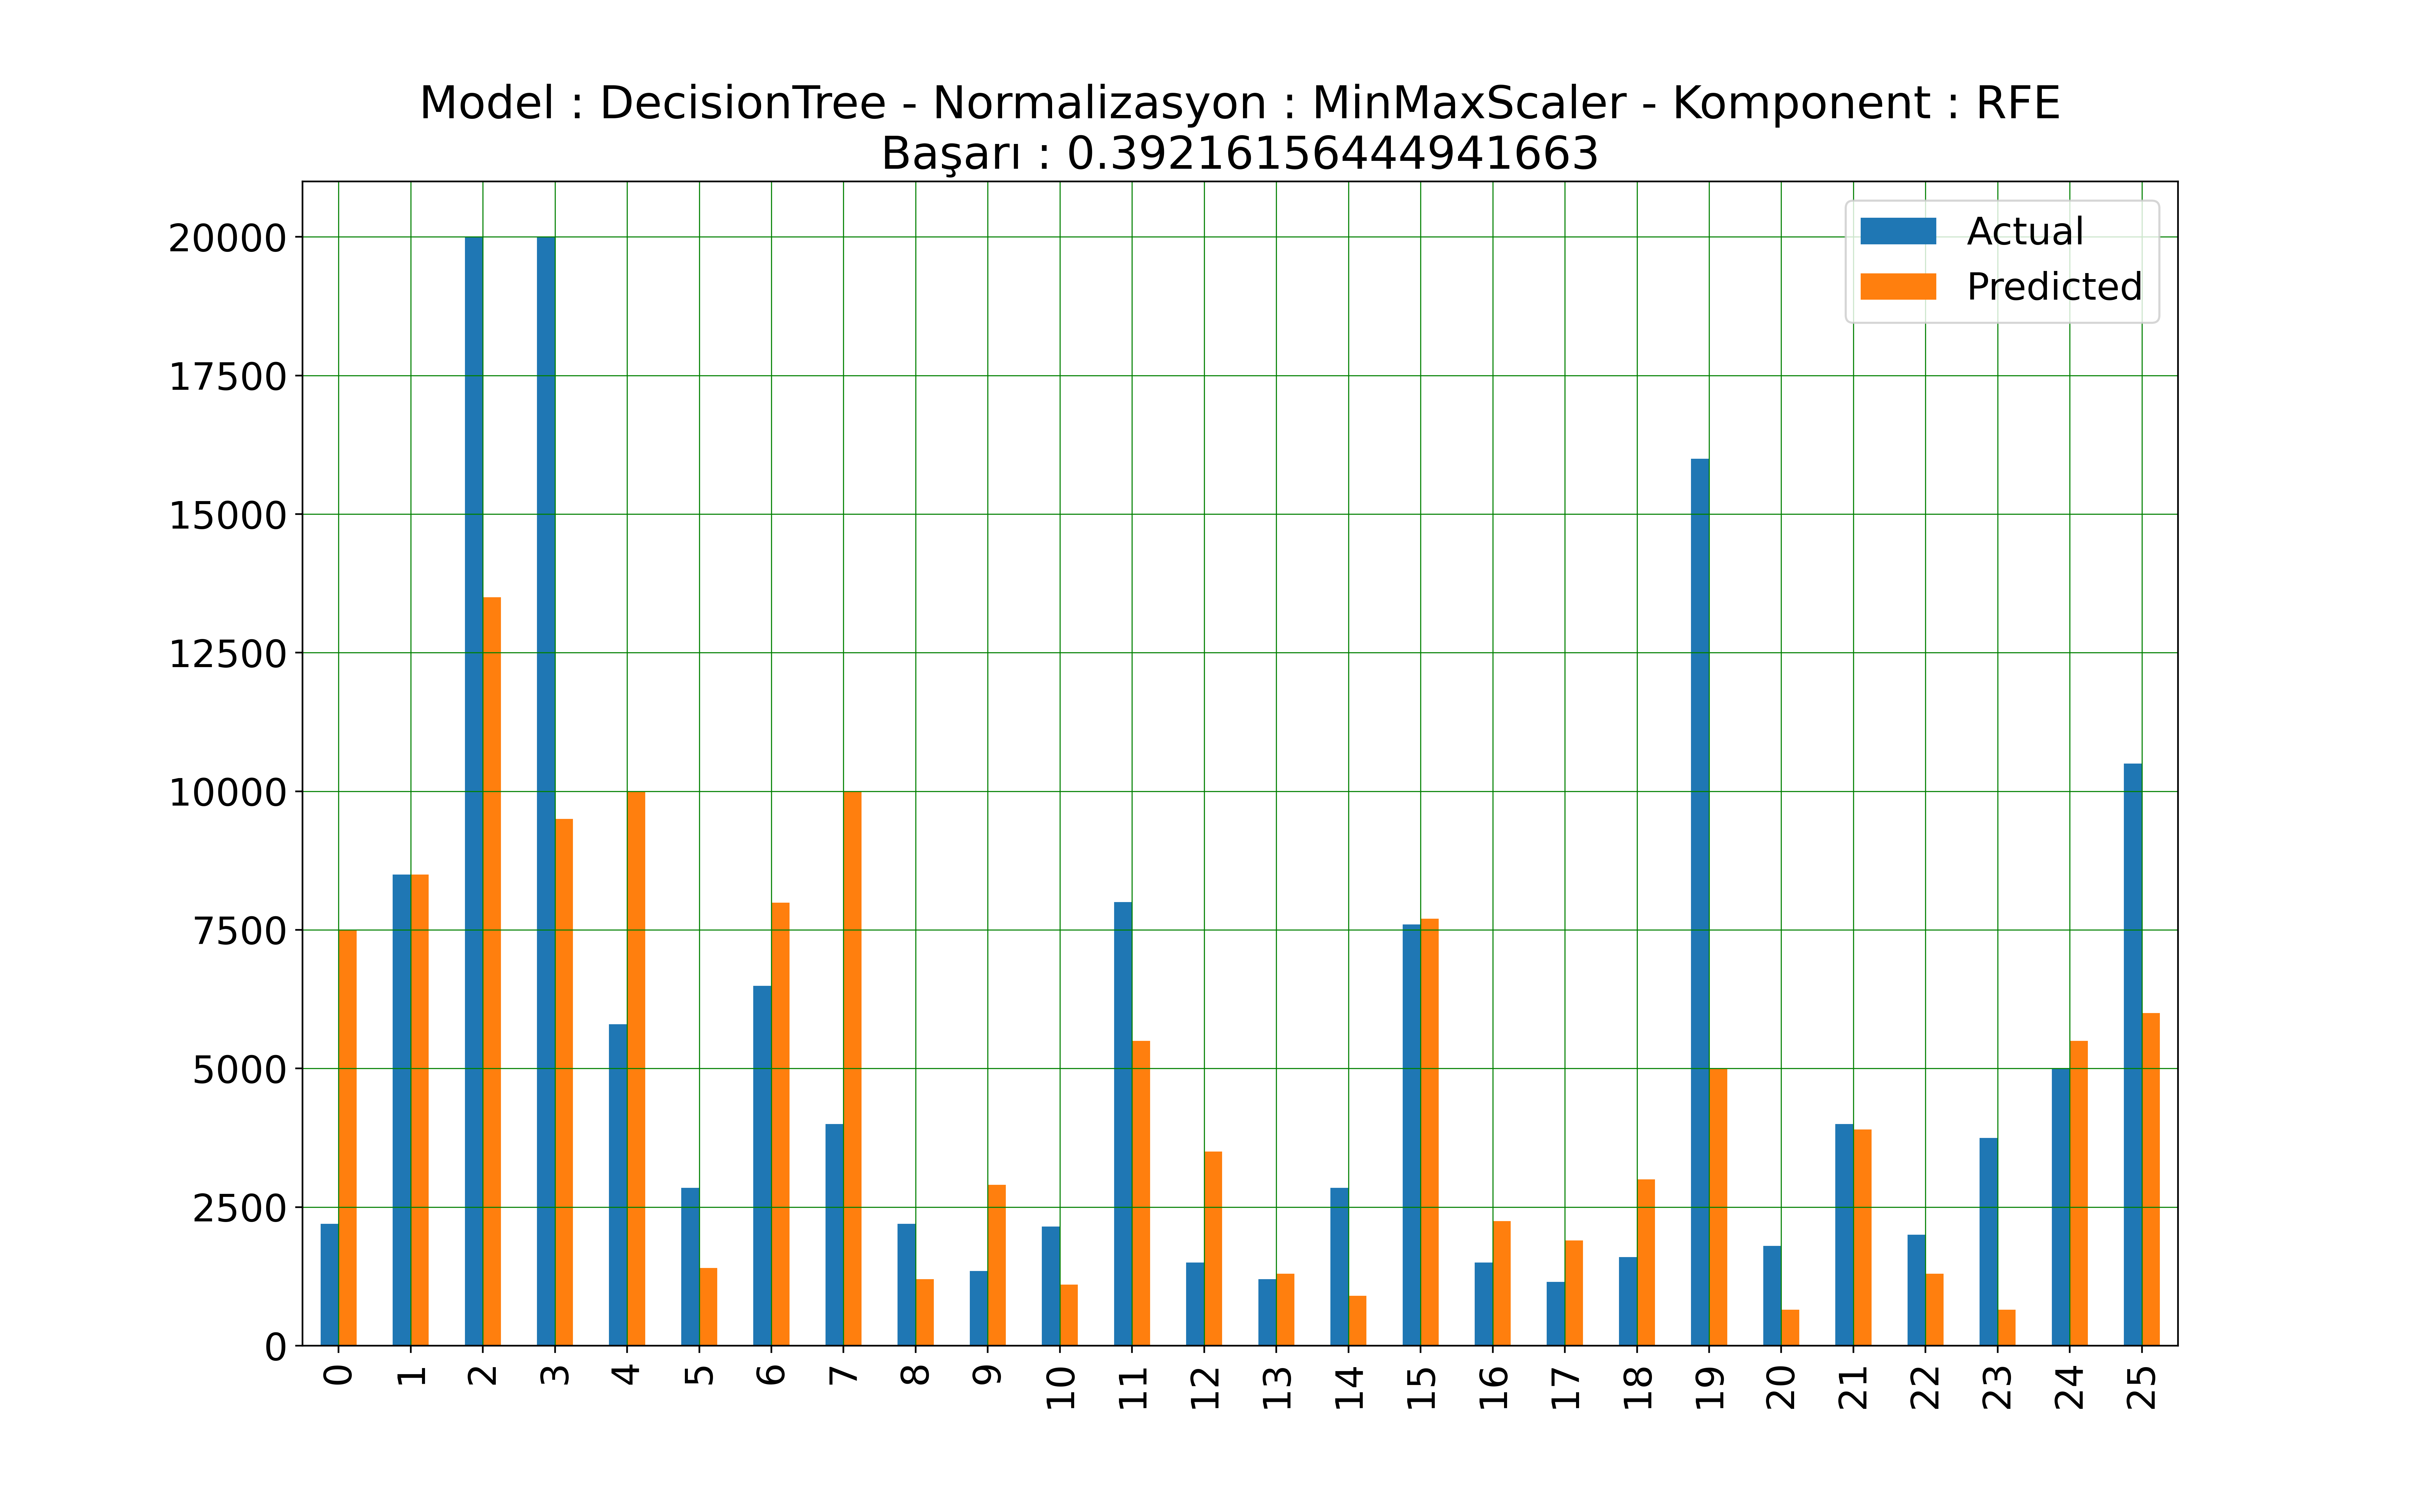 Model : DecisionTree - Normalizasyon : MinMaxScaler - Komponent : RFE
Başarı : 0.39216156444941663
Actual
Predicted
20000
17500
15000
12500
10000
7500
5000
2500
0
0 1 2 3 4 5 6 7 8 9 10 11 12 13 14 15 16 17 18 19 20 21 22 23 24 25